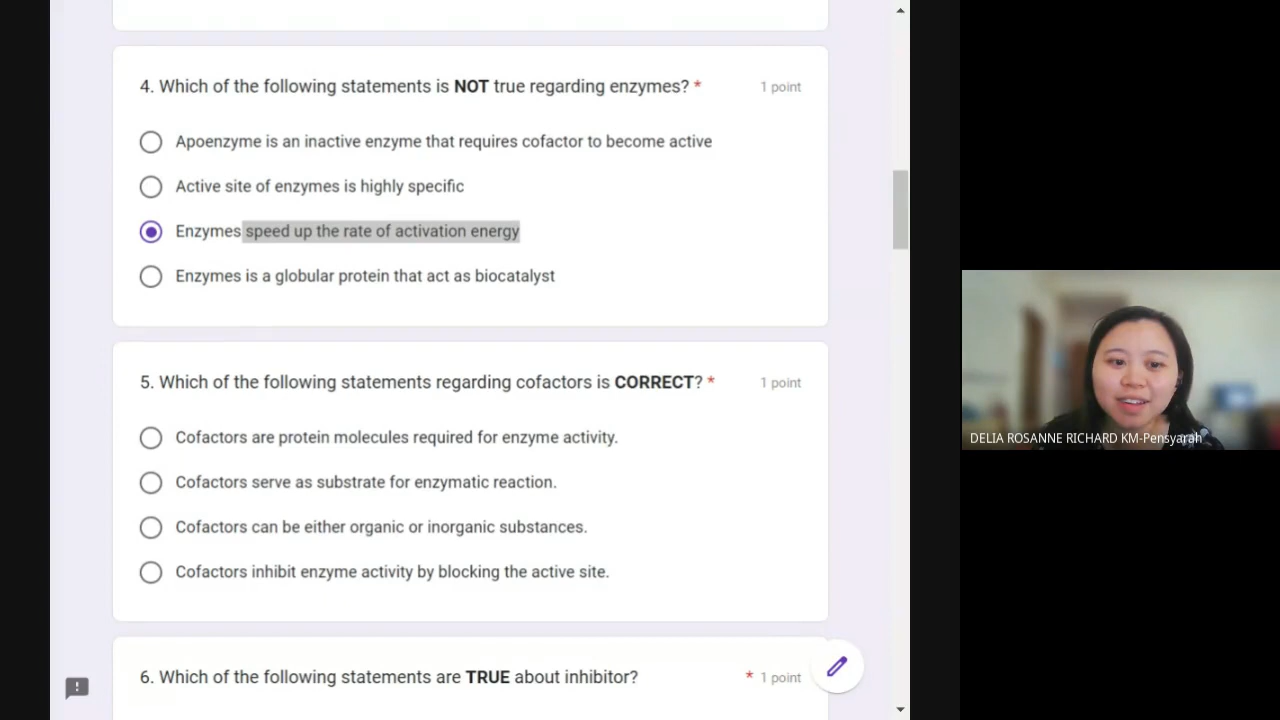 4. Which of the following statements is NOT true regarding enzymes? *
1 point
Apoenzyme is an inactive enzyme that requires cofactor to become active
Active site of enzymes is highly specific
Enzymes speed up the rate of activation energy
Enzymes is a globular protein that act as biocatalyst
5. Which of the following statements regarding cofactors is CORRECT? *
1 point
Cofactors are protein molecules required for enzyme activity.
Cofactors serve as substrate for enzymatic reaction.
Cofactors can be either organic or inorganic substances.
Cofactors inhibit enzyme activity by blocking the active site.
6. Which of the following statements are TRUE about inhibitor?
* 1 point
DELIA ROSANNE RICHARD KM-Pensyarah